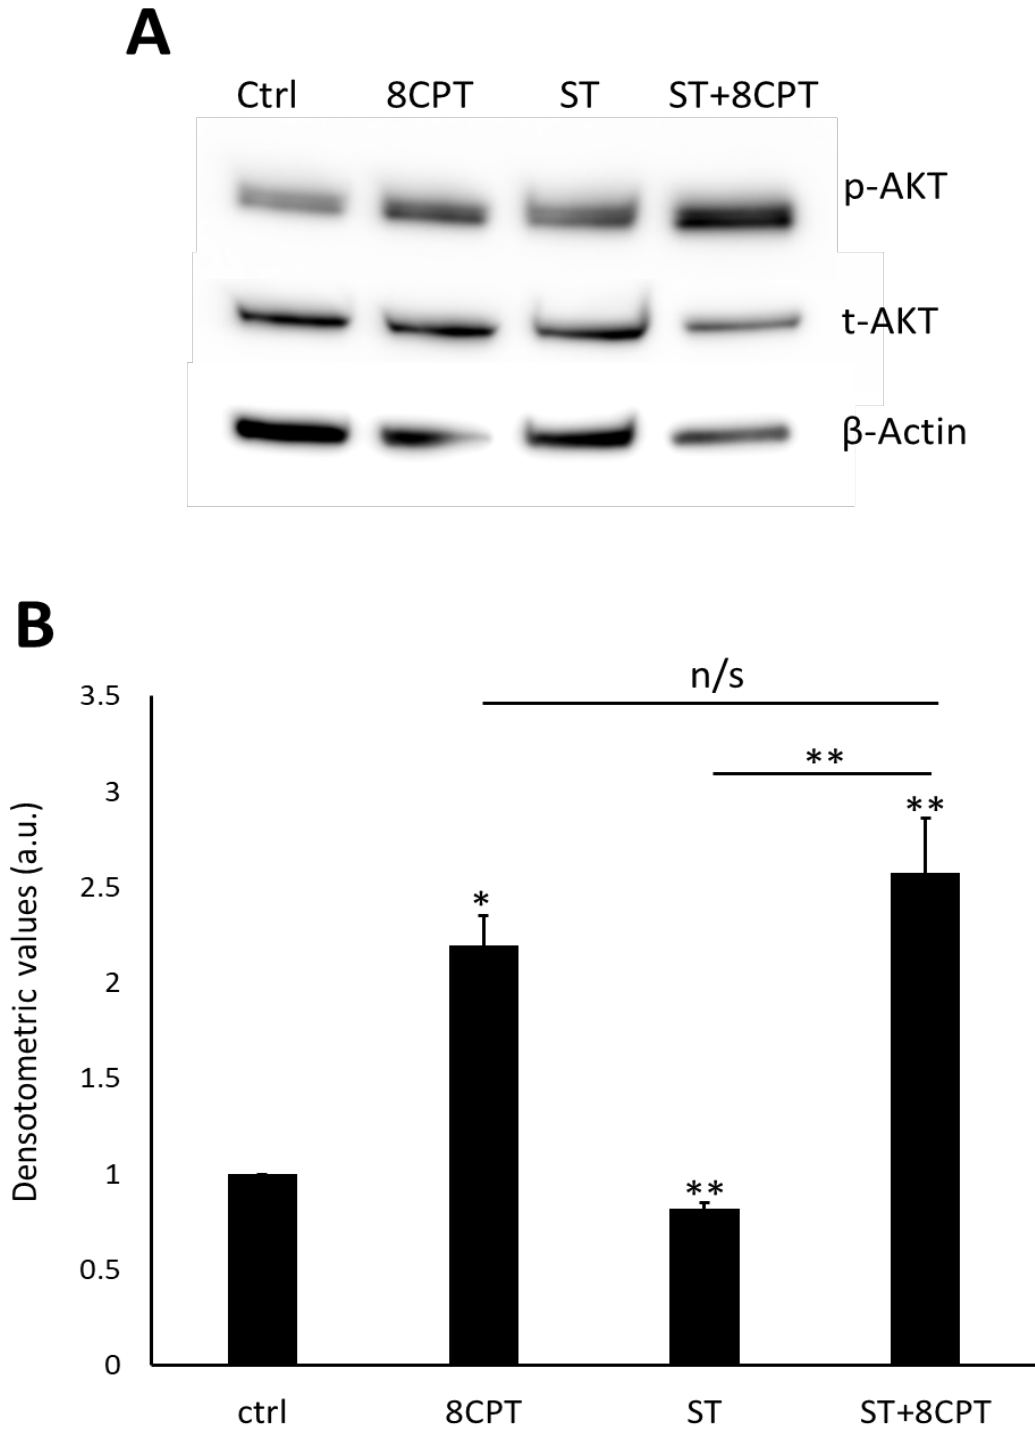 A
Ctrl 8CPT ST ST+8CPT
p-AKT
t-AKT
β-Actin
B
n/s
3.5
**
3
**
2.5
*
2
1.5
1
**
0.5
0
Densotometric values (a.u.)
ctrl 8CPT ST ST+8CPT